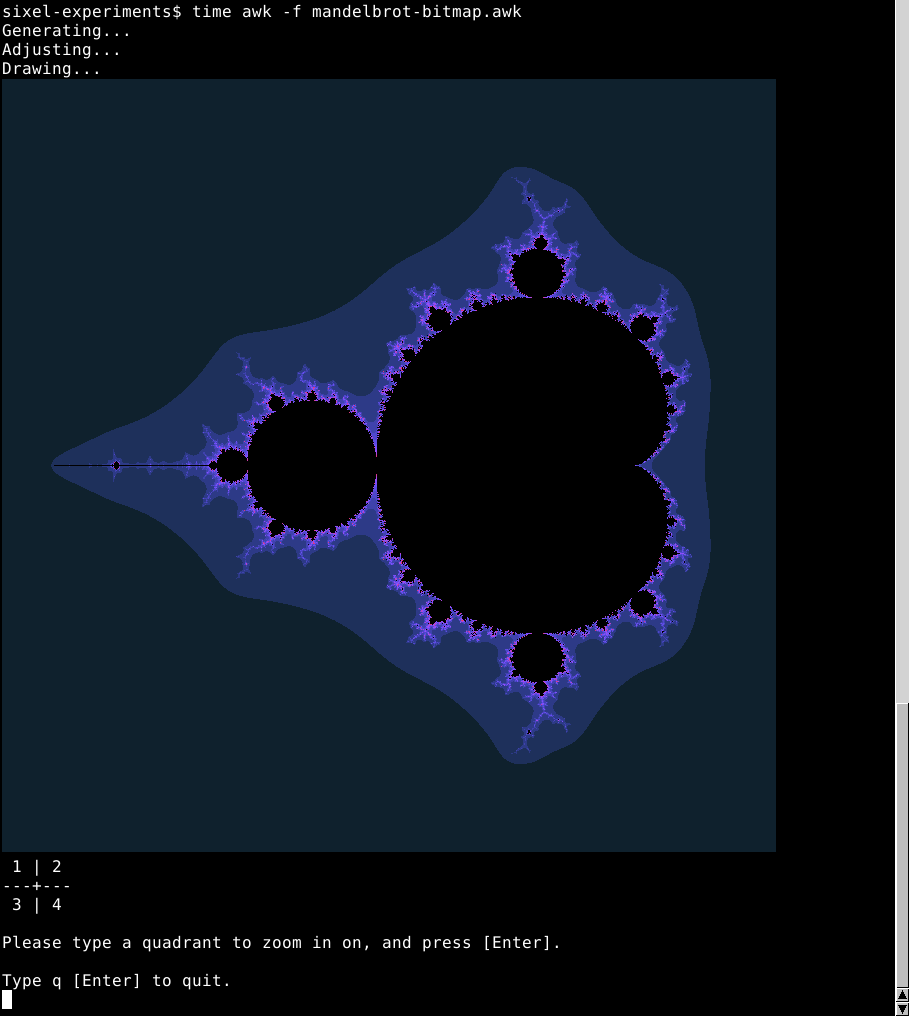 sixel-experiments$ time awk -f mandelbrot-bitmap.awk
Generating...
Adjusting...
Drawing...
 1 | 2
---+---
 3 | 4
Please type a quadrant to zoom in on, and press [Enter].
Type q [Enter] to quit.